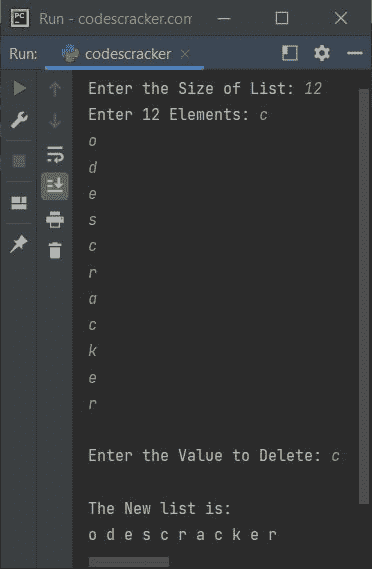 Run - codescracker.com
Run: codescracker
Enter the Size of List: 12
Enter 12 Elements: c
o
d
e
s
c
r
a
c
k
e
r
Enter the Value to Delete: c
The New list is:
o d e s c r a c k e r